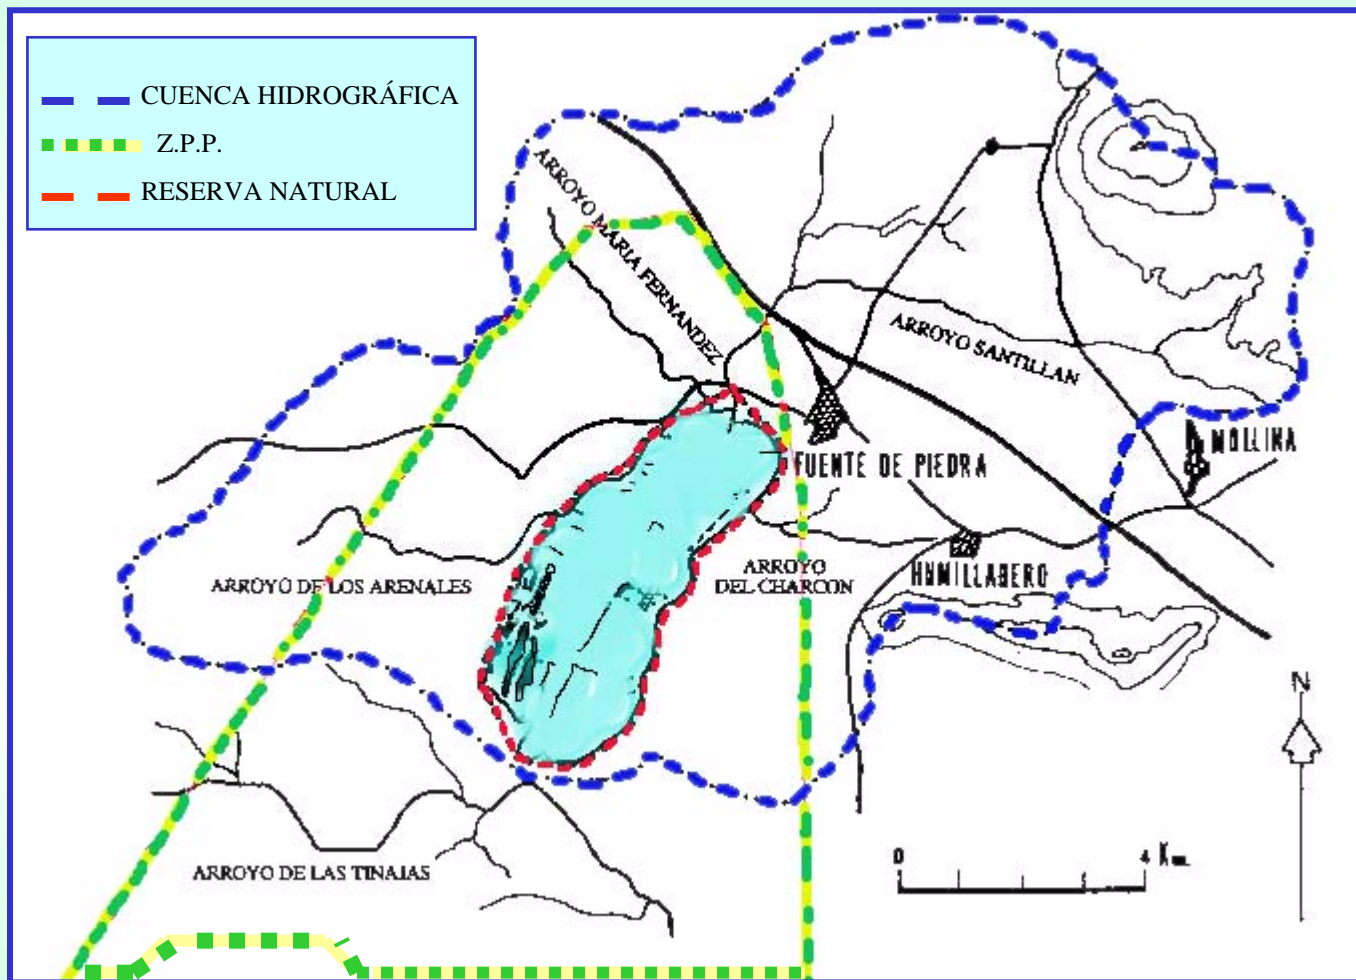 CUENCA HIDROGRÁFICA
Z.P.P.
RESERVA NATURAL
ARROYO MARIA FERNANDEZ
ARROYO SANTILLAN
MOLLINA
FUENTE DE PIEDRA
HUMILLADERO
ARROYO
DEL CHARCON
ARROYO DE LOS ARENALES
ARROYO DE LAS TINAJAS
N
0 4 Km.